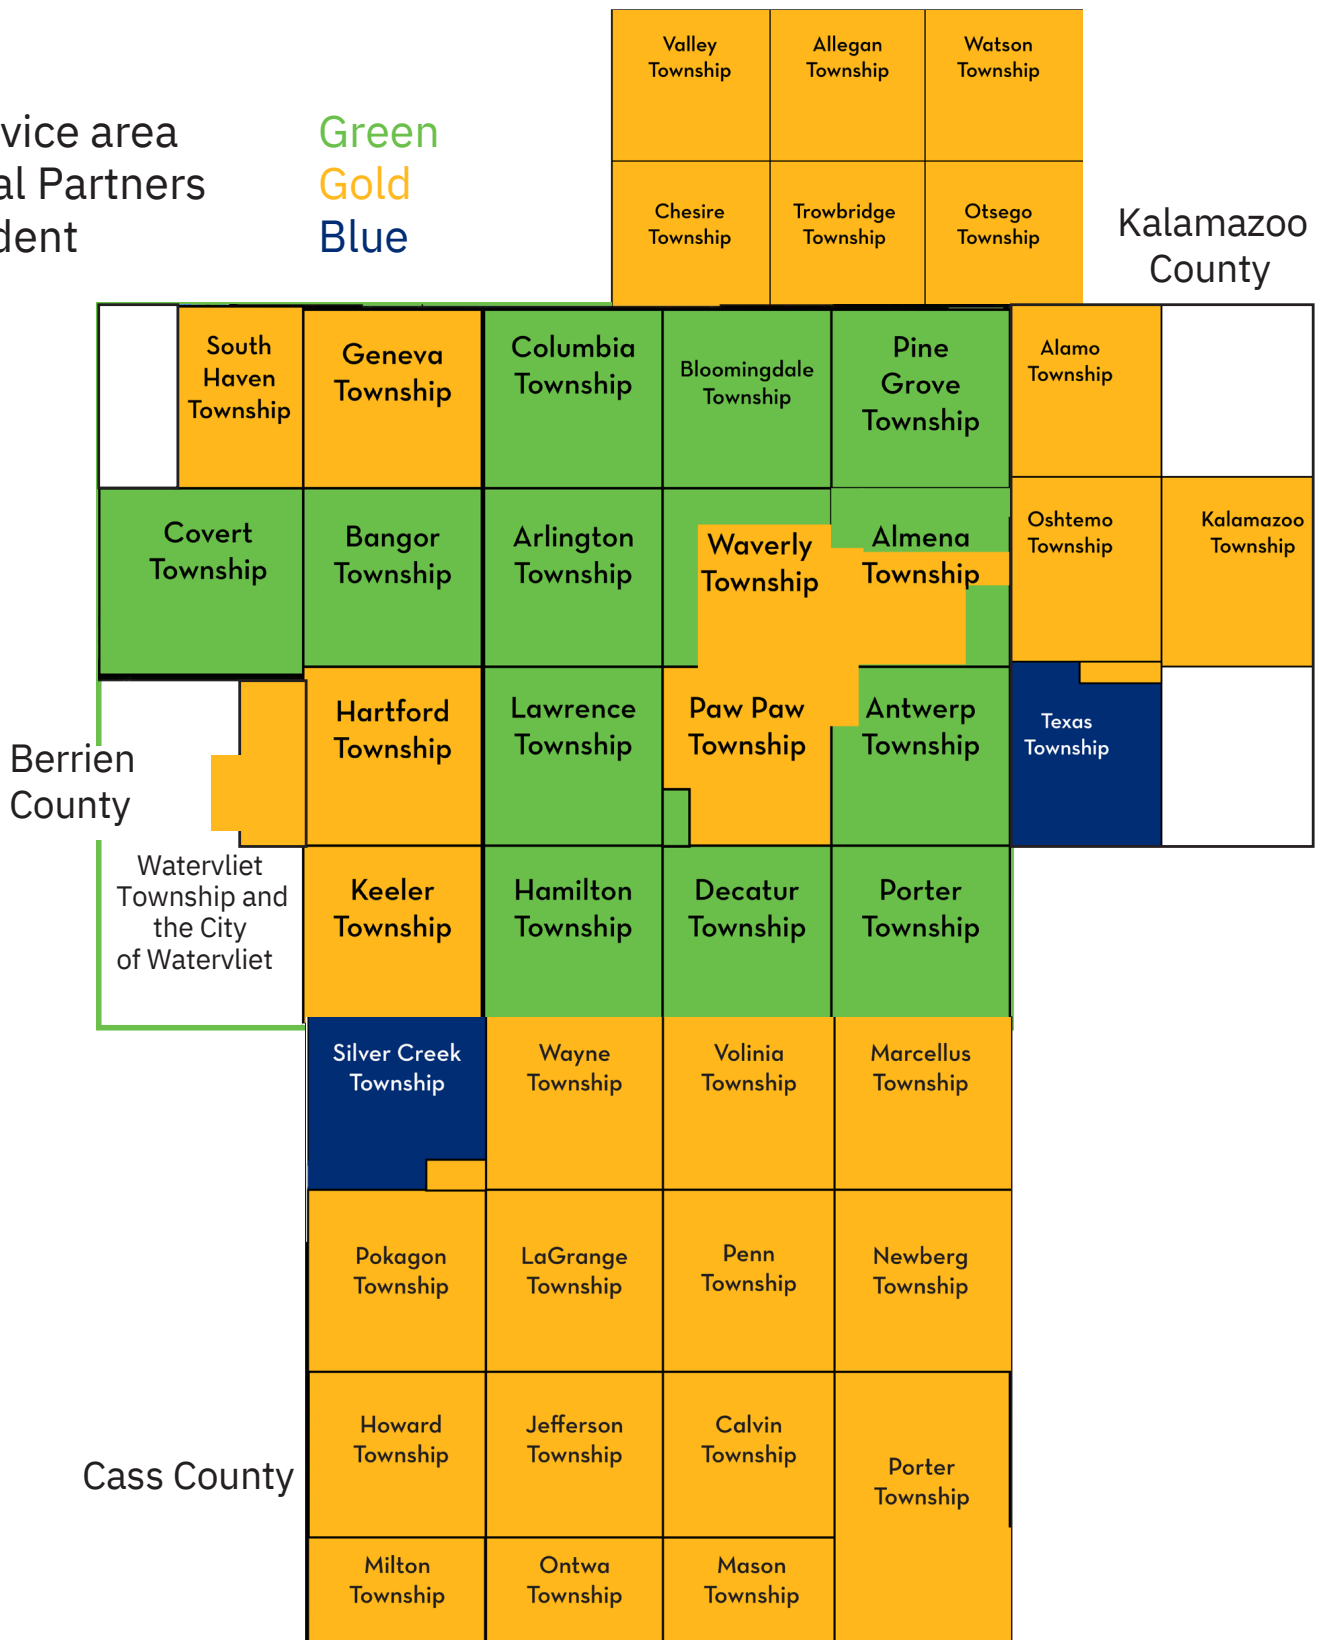 Valley
Township
Allegan
Township
Watson
Township
vice area
Green
al Partners
Gold
dent
Blue
Chesire
Township
Trowbridge
Township
Otsego
Township
Kalamazoo
County
South
Haven
Township
Geneva
Township
Columbia
Township
Bloomingdale
Township
Pine
Grove
Township
Alamo
Township
Covert
Township
Bangor
Township
Arlington
Township
Waverly
Township
Almena
Township
Oshtemo
Township
Kalamazoo
Township
Berrien
County
Hartford
Township
Lawrence
Township
Paw Paw
Township
Antwerp
Township
Texas
Township
Watervliet
Township and
the City
of Watervliet
Keeler
Township
Hamilton
Township
Decatur
Township
Porter
Township
Silver Creek
Township
Wayne
Township
Volinia
Township
Marcellus
Township
Pokagon
Township
LaGrange
Township
Penn
Township
Newberg
Township
Cass County
Howard
Township
Jefferson
Township
Calvin
Township
Porter
Township
Milton
Township
Ontwa
Township
Mason
Township